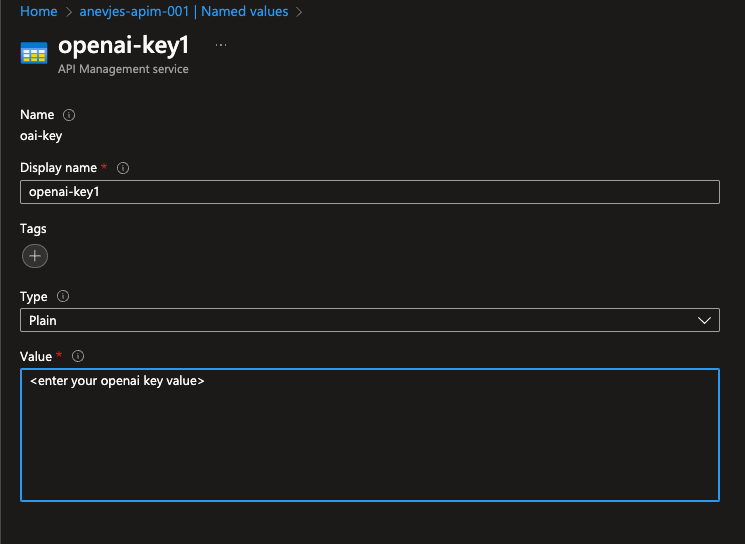 Home > anevjes-apim-001 | Named values >
openai-key1 ...
API Management service
Name
oai-key
Display name *
openai-key1
Tags
Type
Plain
Value *
<enter your openai key value>